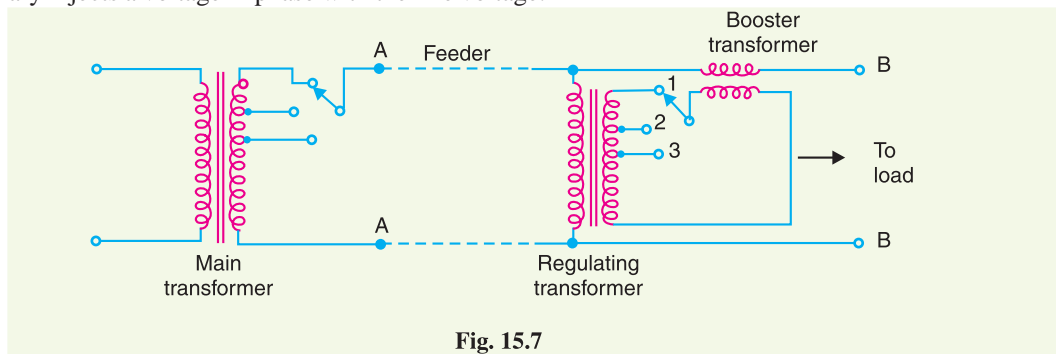 Booster
transformer
A
Feeder
B
1
2
3
To
load
A
B
Main
transformer
Regulating
transformer
Fig. 15.7